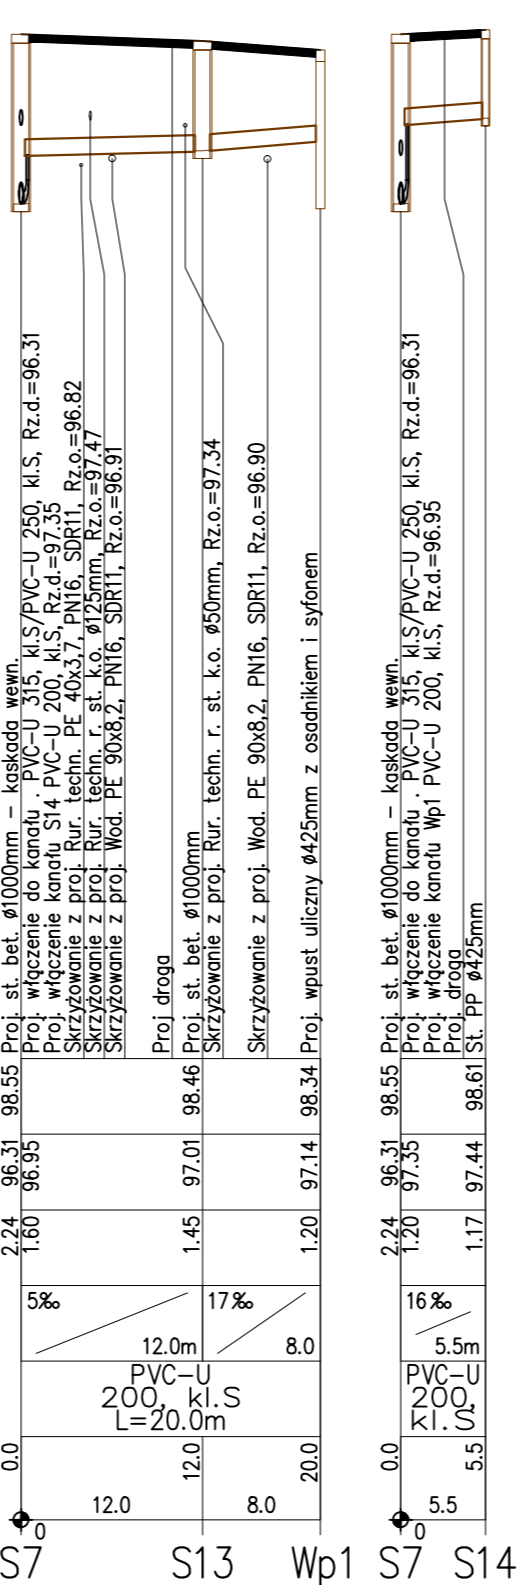 Proj. st. bet. ø1000mm – kaskada wewn.
Proj. włączenie do kanału . PVC–U 315, kl.S/PVC–U 250, kl.S, Rz.d.=96.31
Proj. włączenie kanału S14 PVC–U 200, kl.S, Rz.d.=97.35
Skrzyżowanie z proj. Rur. techn. PE 40x3,7, PN16, SDR11, Rz.o.=96.82
Skrzyżowanie z proj. Rur. techn. r. st. k.o. ø125mm, Rz.o.=97.47
Skrzyżowanie z proj. Wod. PE 90x8,2, PN16, SDR11, Rz.o.=96.91
Proj droga
Proj. st. bet. ø1000mm
Skrzyżowanie z proj. Rur. techn. r. st. k.o. ø50mm, Rz.o.=97.34
Skrzyżowanie z proj. Wod. PE 90x8,2, PN16, SDR11, Rz.o.=96.90
Proj. wpust uliczny ø425mm z osadnikiem i syfonem
98.55 98.46 98.34
96.31 96.95 97.01 97.14
2.24 1.60 1.45 1.20
5‰ 17‰
12.0m 8.0
PVC–U
200, kl.S
L=20.0m
0.0 12.0 20.0
12.0 8.0
0
S7 S13 Wp1
Proj. st. bet. ø1000mm – kaskada wewn.
Proj. włączenie do kanału . PVC–U 315, kl.S/PVC–U 250, kl.S, Rz.d.=96.31
Proj. włączenie kanału Wp1 PVC–U 200, kl.S, Rz.d.=96.95
Proj. droga
St. PP ø425mm
98.55 98.61
96.31 97.35 97.44
2.24 1.20 1.17
16‰
5.5m
PVC–U
200,
kl.S
0.0 5.5
5.5
0
S7 S14